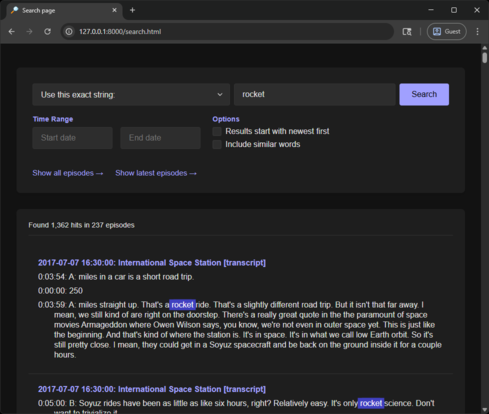 Search page
127.0.0.1:8000/search.html
Guest
Use this exact string:
rocket
Search
Time Range
Options
Start date
End date
Results start with newest first
Include similar words
Show all episodes →
Show latest episodes →
Found 1,362 hits in 237 episodes
2017-07-07 16:30:00: International Space Station [transcript]
0:03:54: A: miles in a car is a short road trip.
0:00:00: 250
0:03:59: A: miles straight up. That's a rocket ride. That's a slightly different road trip. But it isn't that far away. I
mean, we still kind of are right on the doorstep. There's a really great quote in the the paramount of space
movies Armageddon where Owen Wilson says, you know, we're not even in outer space yet. This is just like
the beginning. And that's kind of where the station is. It's in space. It's in what we call low Earth orbit. So it's
still pretty close. I mean, they could get in a Soyuz spacecraft and be back on the ground inside it for a couple
hours.
2017-07-07 16:30:00: International Space Station [transcript]
0:05:00: B: Soyuz rides have been as little as like six hours, right? Relatively easy. It's only rocket science. Don't
want to trivialize it